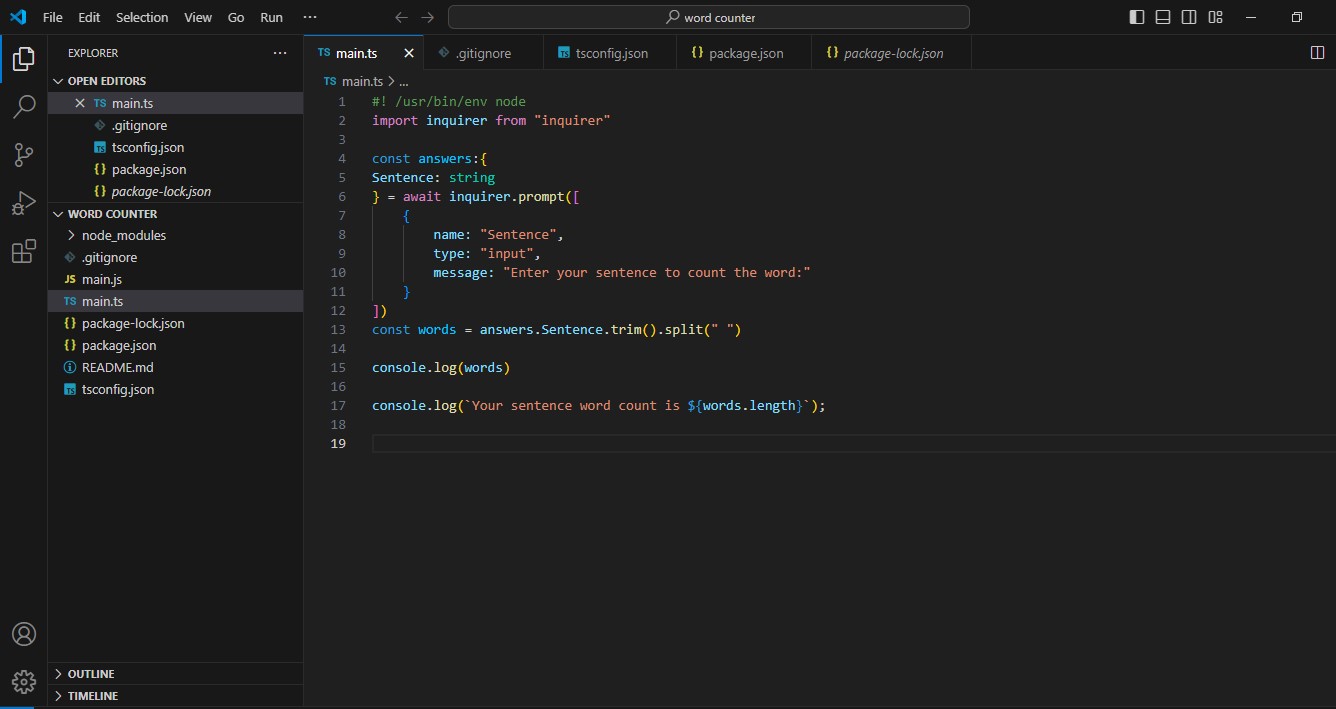 File Edit Selection View Go Run ···
word counter
EXPLORER ···
OPEN EDITORS
TS main.ts
.gitignore
TS tsconfig.json
{} package.json
{} package-lock.json
WORD COUNTER
node_modules
.gitignore
JS main.js
TS main.ts
{} package-lock.json
{} package.json
README.md
TS tsconfig.json
OUTLINE
TIMELINE
TS main.ts .gitignore TS tsconfig.json {} package.json {} package-lock.json
TS main.ts > ...
1 #! /usr/bin/env node
2 import inquirer from "inquirer"
3
4 const answers:{
5 Sentence: string
6 } = await inquirer.prompt([
7 {
8 name: "Sentence",
9 type: "input",
10 message: "Enter your sentence to count the word:"
11 }
12 ])
13 const words = answers.Sentence.trim().split(" ")
14
15 console.log(words)
16
17 console.log(`Your sentence word count is ${words.length}`);
18
19